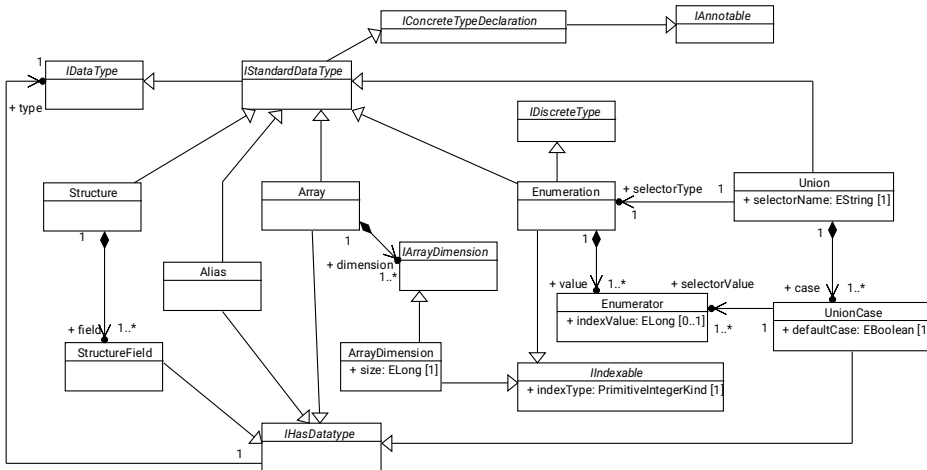 IConcreteTypeDeclaration
IAnnotable
1
IDataType
IStandardDataType
+ type
IDiscreteType
Structure
Array
Enumeration
+ selectorType
1
1
Union
+ selectorName: EString [1]
1
1
1
1
IArrayDimension
+ dimension
1..*
Alias
+ value
1..*
+ selectorValue
+ case
1..*
Enumerator
+ indexValue: ELong [0..1]
1..*
1
UnionCase
+ defaultCase: EBoolean [1
+ field
1..*
StructureField
ArrayDimension
+ size: ELong [1]
IIndexable
+ indexType: PrimitiveIntegerKind [1]
IHasDatatype
1